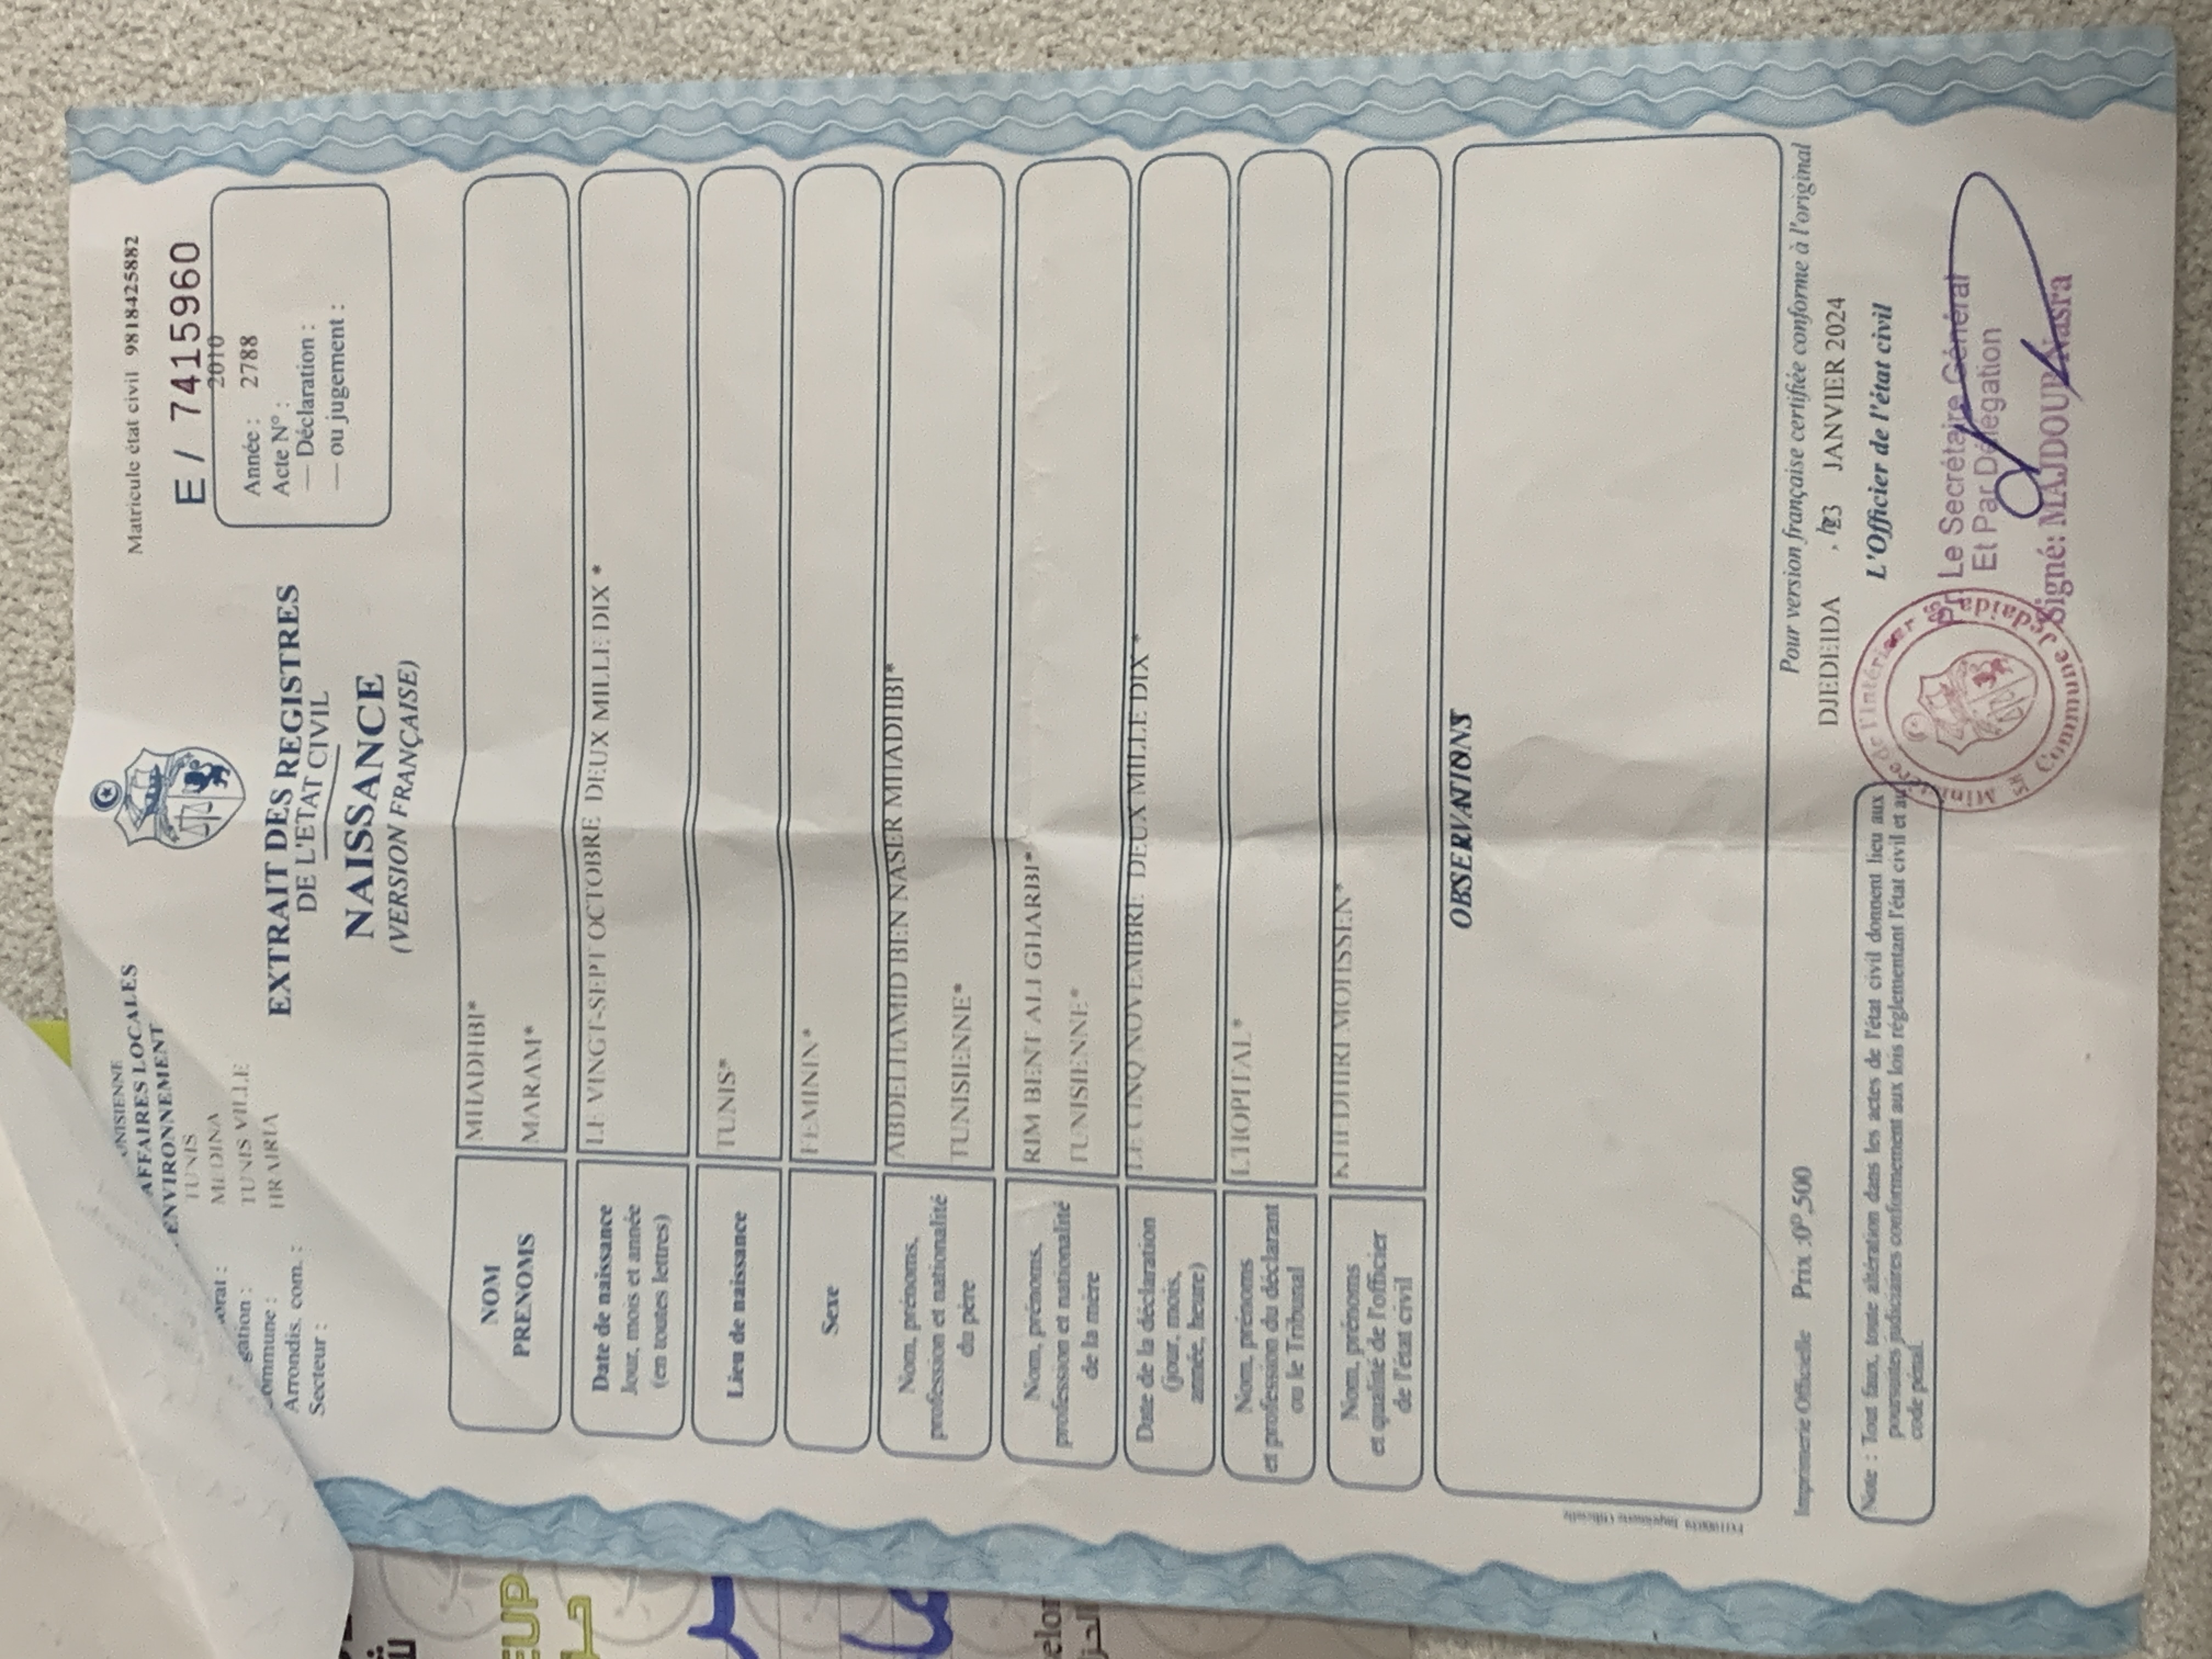 Matricule état civil 9818425882
E / 7415960
2010
Année :
Acte N° : 2788
— Déclaration :
— ou jugement :
AFFAIRES LOCALES
ENVIRONNEMENT
TUNIS
MEDINA
TUNIS VILLE
Arrondis. com. : HRAIRIA
Secteur :
EXTRAIT DES REGISTRES
DE L'ETAT CIVIL
NAISSANCE
(VERSION FRANÇAISE)
NOM
PRENOMS
MHADHBI*
MARAM*
Date de naissance
Jour, mois et année
(en toutes lettres)
LE VINGT-SEPT OCTOBRE DEUX MILLE DIX *
Lieu de naissance
TUNIS*
Sexe
FEMININ*
Nom, prénoms,
profession et nationalité
du père
ABDELHAMID BEN NASER MHADHBI*
TUNISIENNE*
Nom, prénoms,
profession et nationalité
de la mère
RIM BENT ALI GHARBI*
TUNISIENNE*
Date de la déclaration
(jour, mois,
année, heure)
LE CINQ NOVEMBRE DEUX MILLE DIX*
Nom, prénoms
et profession du déclarant
ou le Tribunal
L'HOPITAL*
Nom, prénoms
et qualité de l'officier
de l'état civil
KHEDHIRI MOHSSEN*
OBSERVATIONS
Imprimerie Officielle Prix :0ᴰ,500
Pour version française certifiée conforme à l'original
DJEDEIDA , 23 JANVIER 2024
L'Officier de l'état civil
Note : Tout faux, toute altération dans les actes de l'état civil donnent lieu aux
poursuites judiciaires conformement aux lois réglementant l'état civil et au
code pénal.
Ministère de l'Intérieur
Commune Jedaida
Le Secrétaire Général
Et Par Délégation
Signé: MAJDOUB Nasra